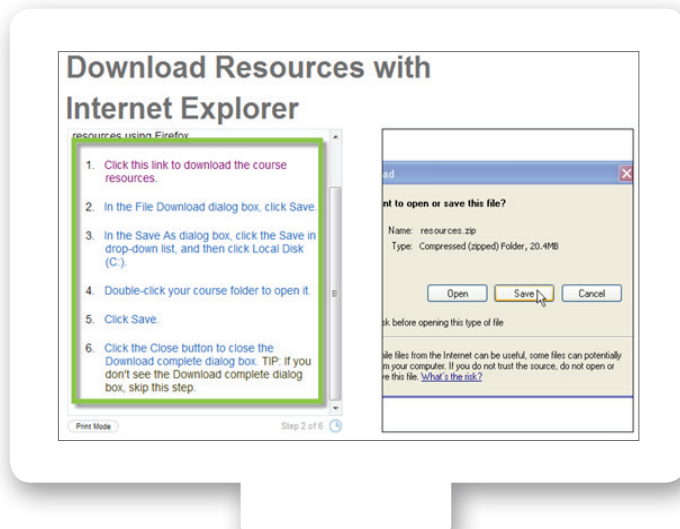 Download Resources with
Internet Explorer
resources using Firefox
1. Click this link to download the course
resources.
2. In the File Download dialog box, click Save.
3. In the Save As dialog box, click the Save in
drop-down list, and then click Local Disk
(C:).
4. Double-click your course folder to open it.
5. Click Save.
6. Click the Close button to close the
Download complete dialog box. TIP: If you
don't see the Download complete dialog
box, skip this step.
Print Mode
Step 2 of 6
ad
nt to open or save this file?
Name: resources.zip
Type: Compressed (zipped) Folder, 20.4MB
Open
Save
Cancel
sk before opening this type of file
ile files from the Internet can be useful, some files can potentially
m your computer. If you do not trust the source, do not open or
ve this file. What's the risk?